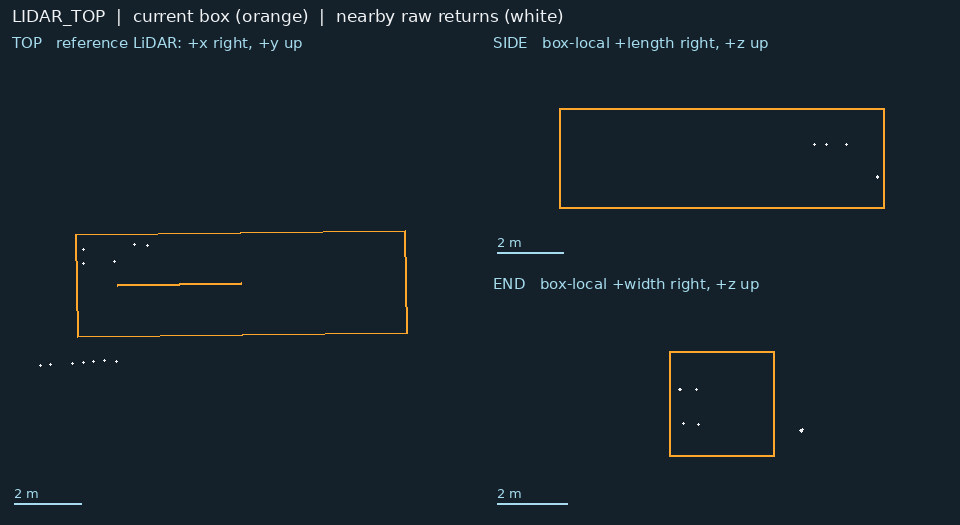 LIDAR_TOP | current box (orange) | nearby raw returns (white)
TOP reference LiDAR: +x right, +y up
SIDE box-local +length right, +z up
2 m
END box-local +width right, +z up
2 m
2 m